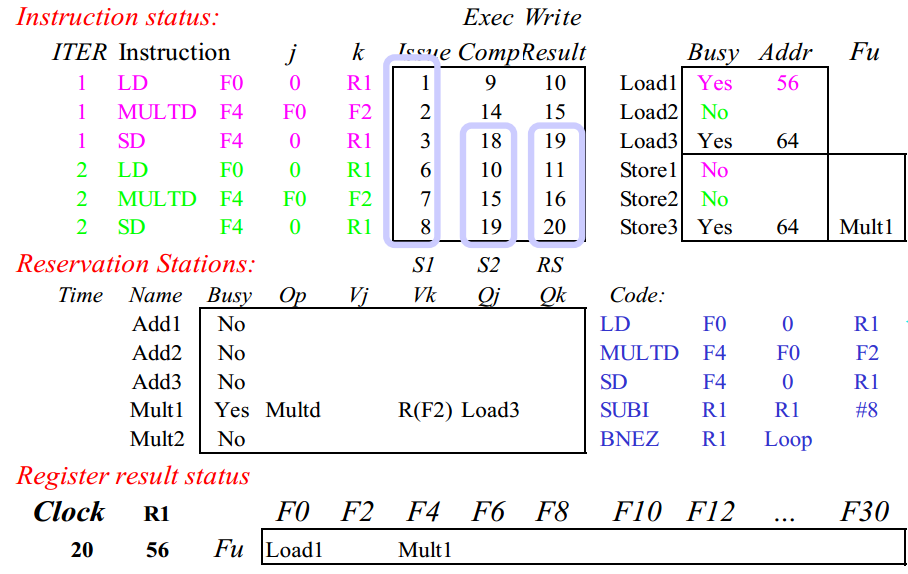 Instruction status: Exec Write
ITER Instruction j k Issue Comp Result Busy Addr Fu
1 LD F0 0 R1 1 9 10 Load1 Yes 56
1 MULTD F4 F0 F2 2 14 15 Load2 No
1 SD F4 0 R1 3 18 19 Load3 Yes 64
2 LD F0 0 R1 6 10 11 Store1 No
2 MULTD F4 F0 F2 7 15 16 Store2 No
2 SD F4 0 R1 8 19 20 Store3 Yes 64 Mult1
Reservation Stations: S1 S2 RS
Time Name Busy Op Vj Vk Qj Qk Code:
Add1 No LD F0 0 R1
Add2 No MULTD F4 F0 F2
Add3 No SD F4 0 R1
Mult1 Yes Multd R(F2) Load3 SUBI R1 R1 #8
Mult2 No BNEZ R1 Loop
Register result status
Clock R1 F0 F2 F4 F6 F8 F10 F12 ... F30
20 56 Fu Load1 Mult1